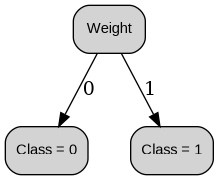 Weight
0
1
Class = 0
Class = 1